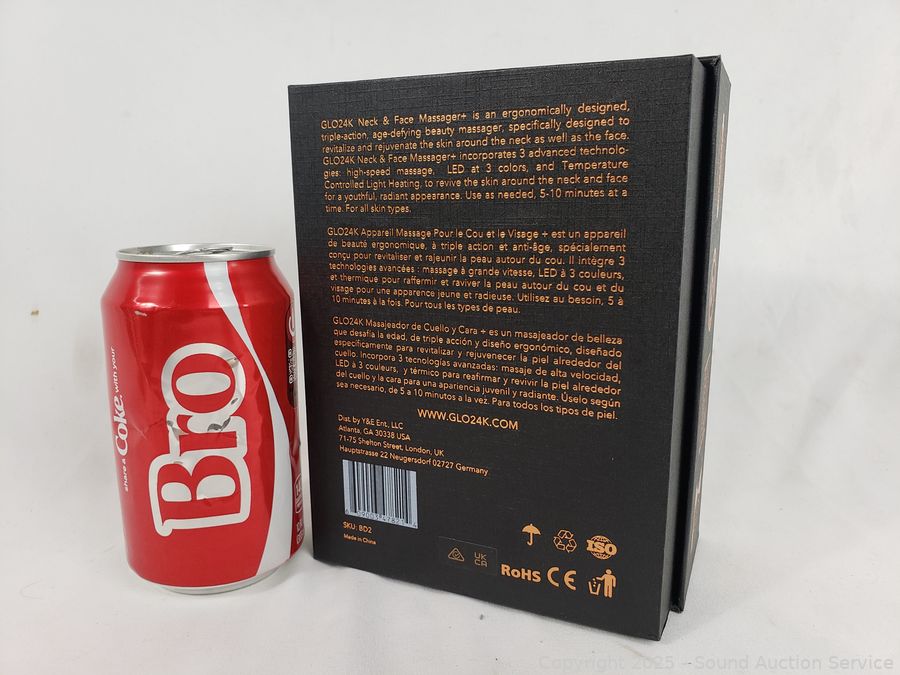 share a Coke with your
Bro
GLO24K Neck & Face Massager+ is an ergonomically designed,
triple-action, age-defying beauty massager, specifically designed to
revitalize and rejuvenate the skin around the neck as well as the face.
GLO24K Neck & Face Massager+ incorporates 3 advanced technolo-
gies: high-speed massage, LED at 3 colors, and Temperature
Controlled Light Heating, to revive the skin around the neck and face
for a youthful, radiant appearance. Use as needed, 5-10 minutes at a
time. For all skin types.
GLO24K Appareil Massage Pour le Cou et le Visage + est un appareil
de beauté ergonomique, à triple action et anti-âge, spécialement
conçu pour revitaliser et rajeunir la peau autour du cou. Il intègre 3
technologies avancées : massage à grande vitesse, LED à 3 couleurs,
et thermique pour raffermir et raviver la peau autour du cou et du
visage pour une apparence jeune et radieuse. Utilisez au besoin, 5 à
10 minutes à la fois. Pour tous les types de peau.
GLO24K Masajeador de Cuello y Cara + es un masajeador de belleza
que desafía la edad, de triple acción y diseño ergonómico, diseñado
específicamente para revitalizar y rejuvenecer la piel alrededor del
cuello. Incorpora 3 tecnologías avanzadas: masaje de alta velocidad,
LED à 3 couleurs, y térmico para reafirmar y revivir la piel alrededor
del cuello y la cara para una apariencia juvenil y radiante. Úselo según
sea necesario, de 5 a 10 minutos a la vez. Para todos los tipos de piel.
WWW.GLO24K.COM
Dist. by Y&E Ent., LLC
Atlanta, GA 30338 USA
71-75 Shelton Street, London, UK
Hauptstrasse 22 Neugersdorf 02727 Germany
SKU: BD2
Made in China
UK
CA
ISO
RoHS CE
Copyright 2025 - Sound Auction Service